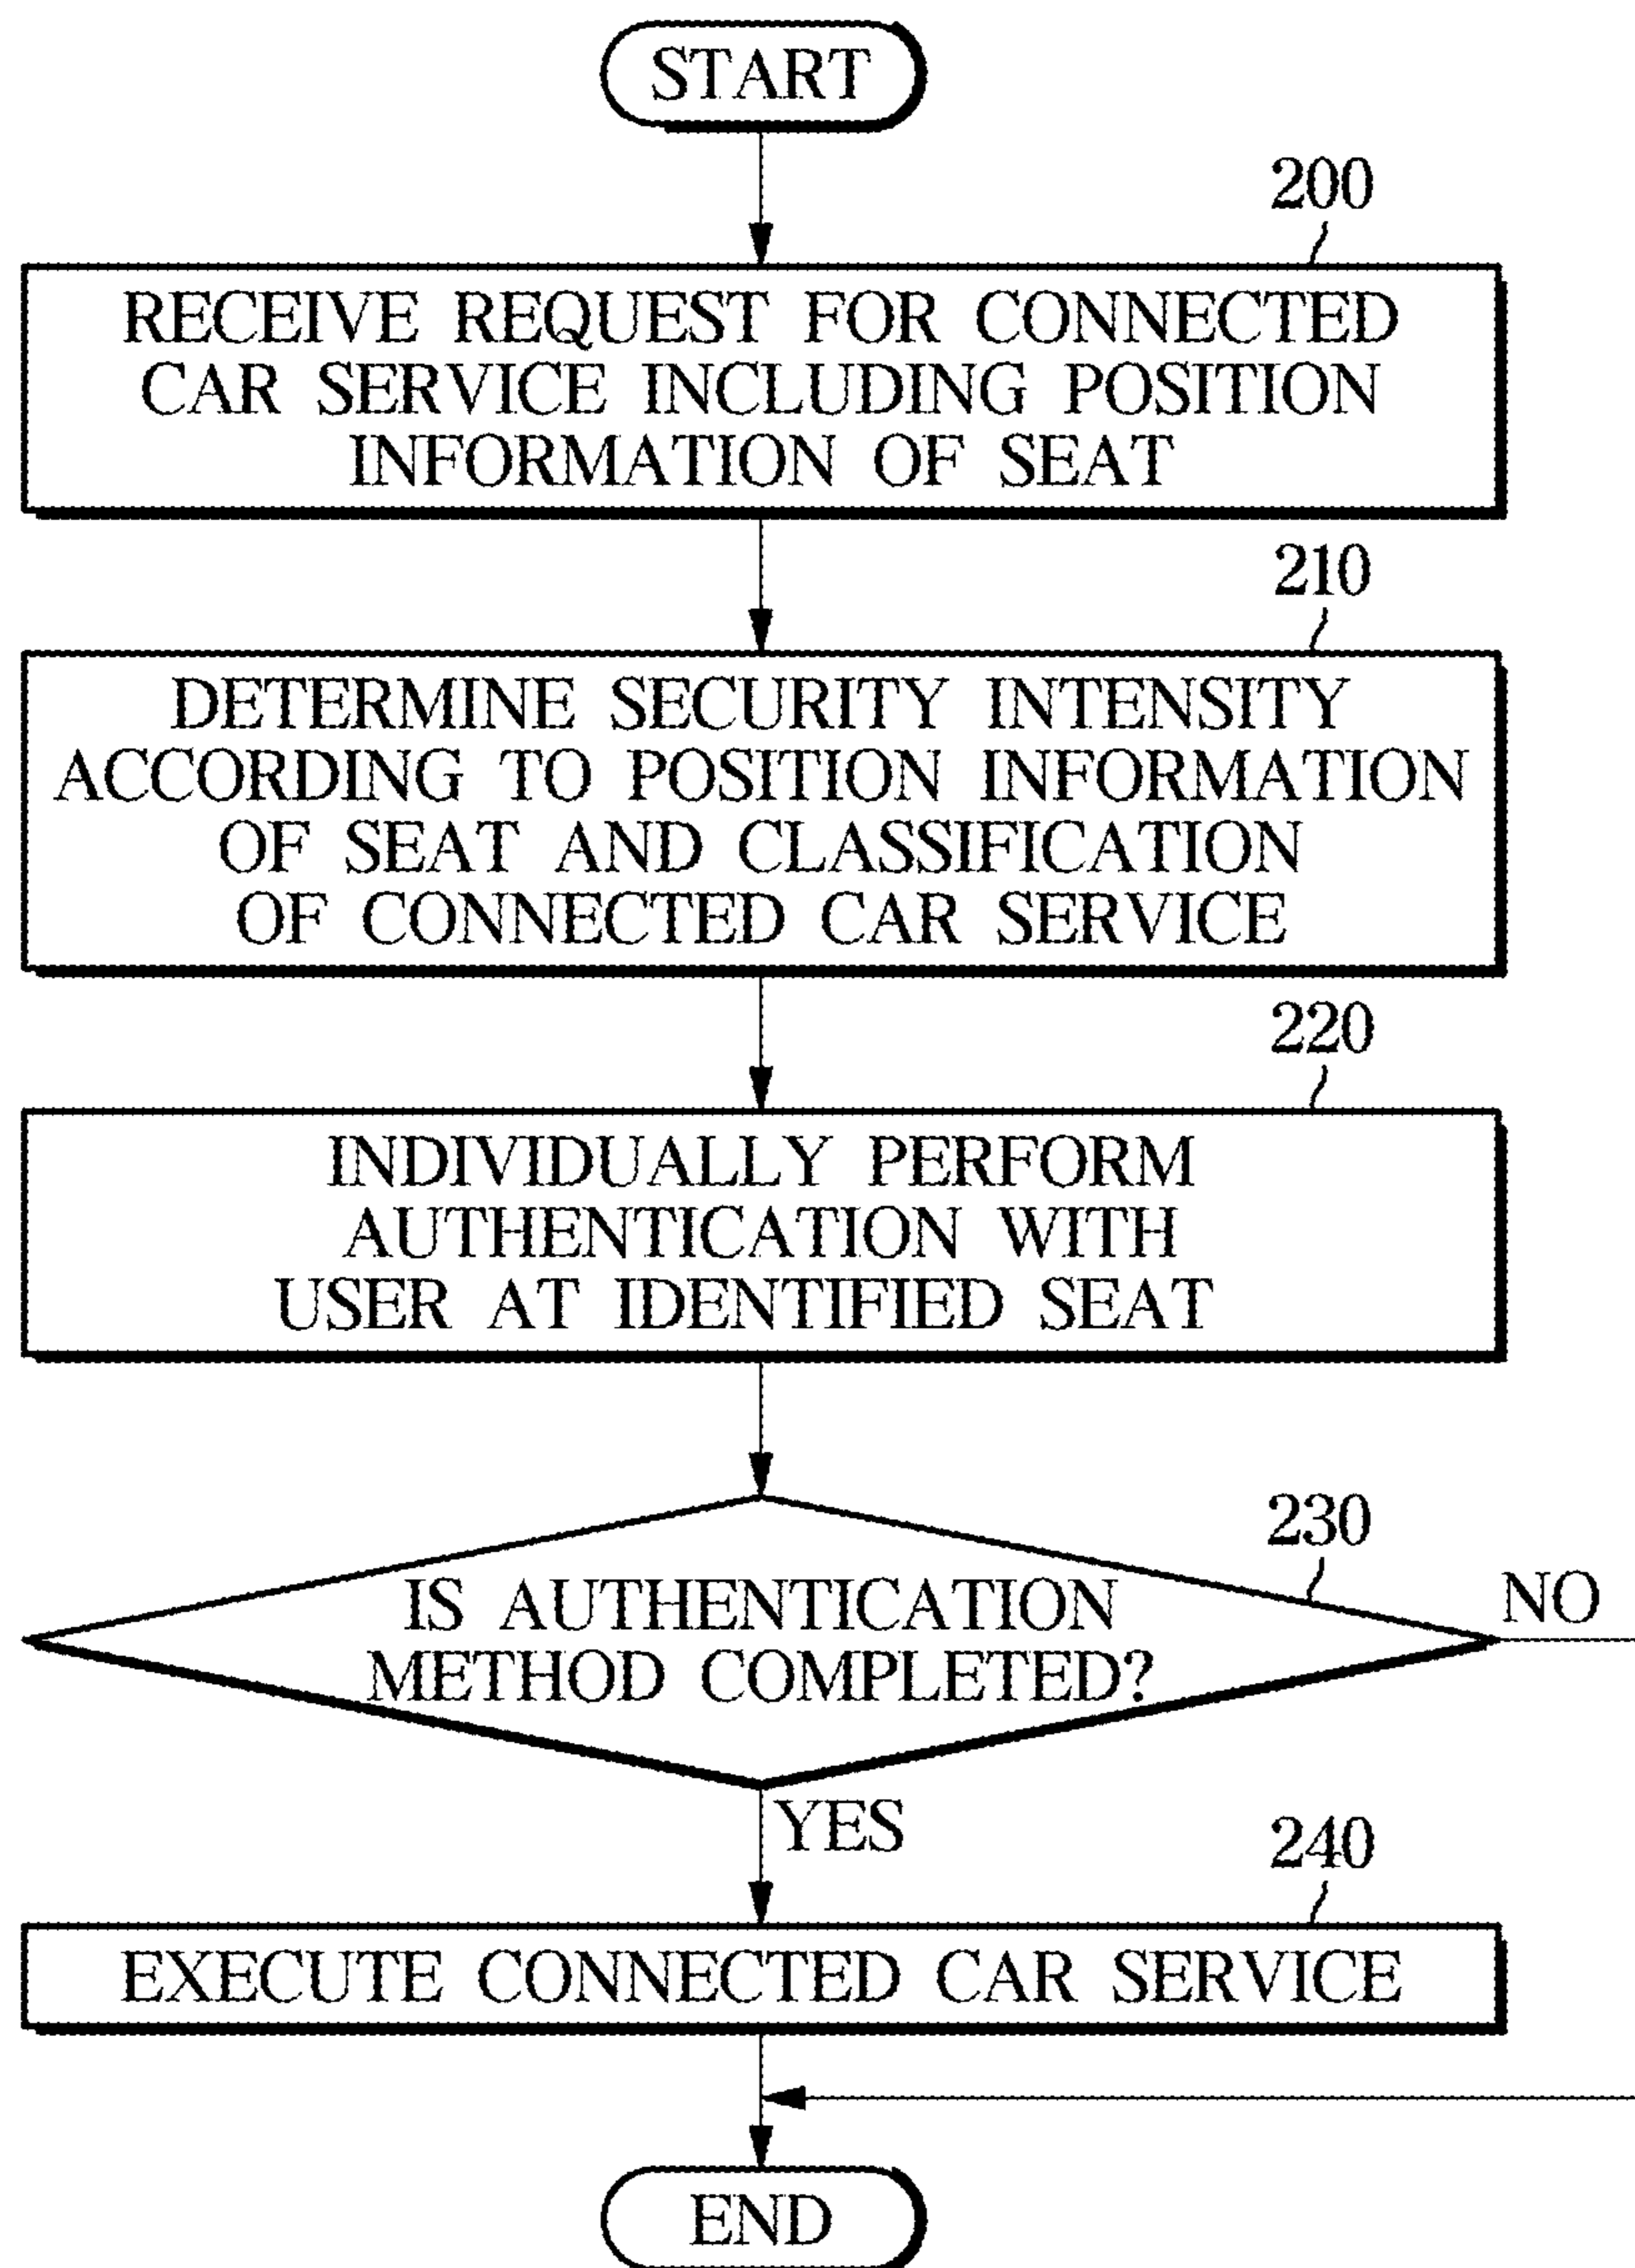 START
200
RECEIVE REQUEST FOR CONNECTED
CAR SERVICE INCLUDING POSITION
INFORMATION OF SEAT
210
DETERMINE SECURITY INTENSITY
ACCORDING TO POSITION INFORMATION
OF SEAT AND CLASSIFICATION
OF CONNECTED CAR SERVICE
220
INDIVIDUALLY PERFORM
AUTHENTICATION WITH
USER AT IDENTIFIED SEAT
230
IS AUTHENTICATION
METHOD COMPLETED?
NO
YES
240
EXECUTE CONNECTED CAR SERVICE
END